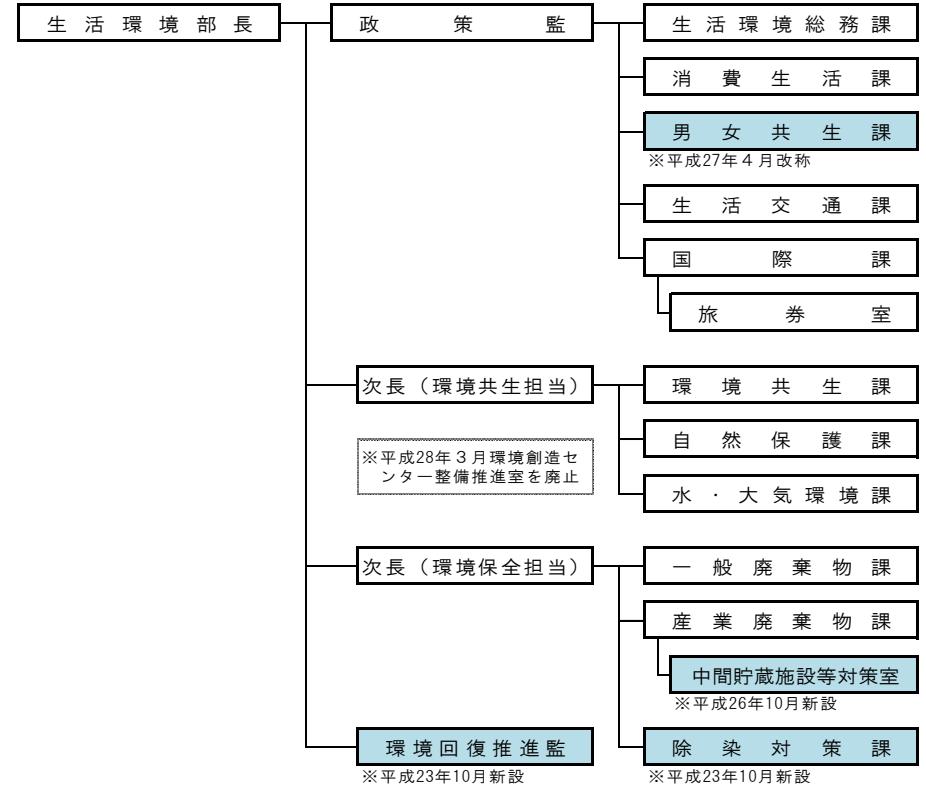 生活環境部長
政策監
生活環境総務課
消費生活課
男女共生課
※平成27年４月改称
生活交通課
国際課
旅券室
次長（環境共生担当）
※平成28年３月環境創造セ
ンター整備推進室を廃止
環境共生課
自然保護課
水・大気環境課
次長（環境保全担当）
一般廃棄物課
産業廃棄物課
中間貯蔵施設等対策室
※平成26年10月新設
環境回復推進監
※平成23年10月新設
除染対策課
※平成23年10月新設